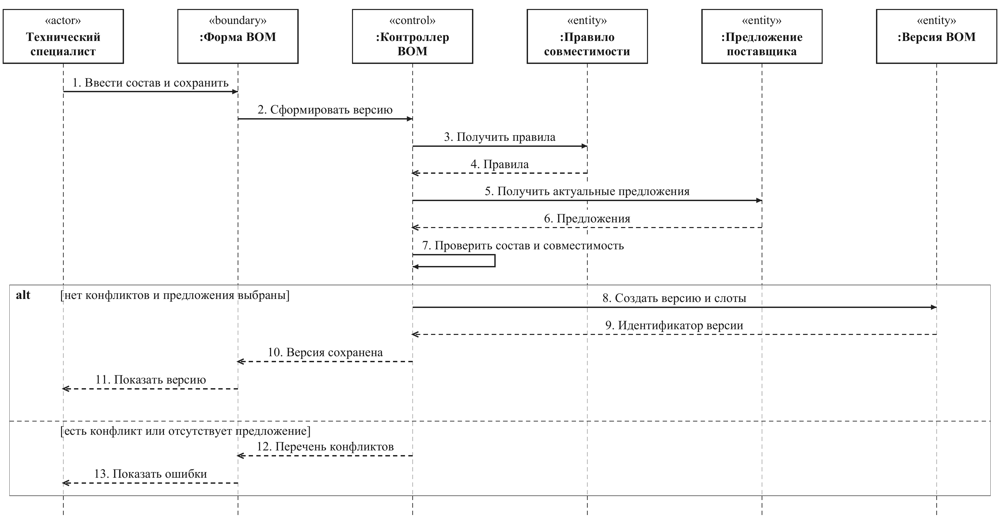 «actor»
Технический
специалист
«boundary»
:Форма BOM
«control»
:Контроллер
BOM
«entity»
:Правило
совместимости
«entity»
:Предложение
поставщика
«entity»
:Версия BOM
1. Ввести состав и сохранить
2. Сформировать версию
3. Получить правила
4. Правила
5. Получить актуальные предложения
6. Предложения
7. Проверить состав и совместимость
alt
[нет конфликтов и предложения выбраны]
8. Создать версию и слоты
9. Идентификатор версии
10. Версия сохранена
11. Показать версию
[есть конфликт или отсутствует предложение]
12. Перечень конфликтов
13. Показать ошибки